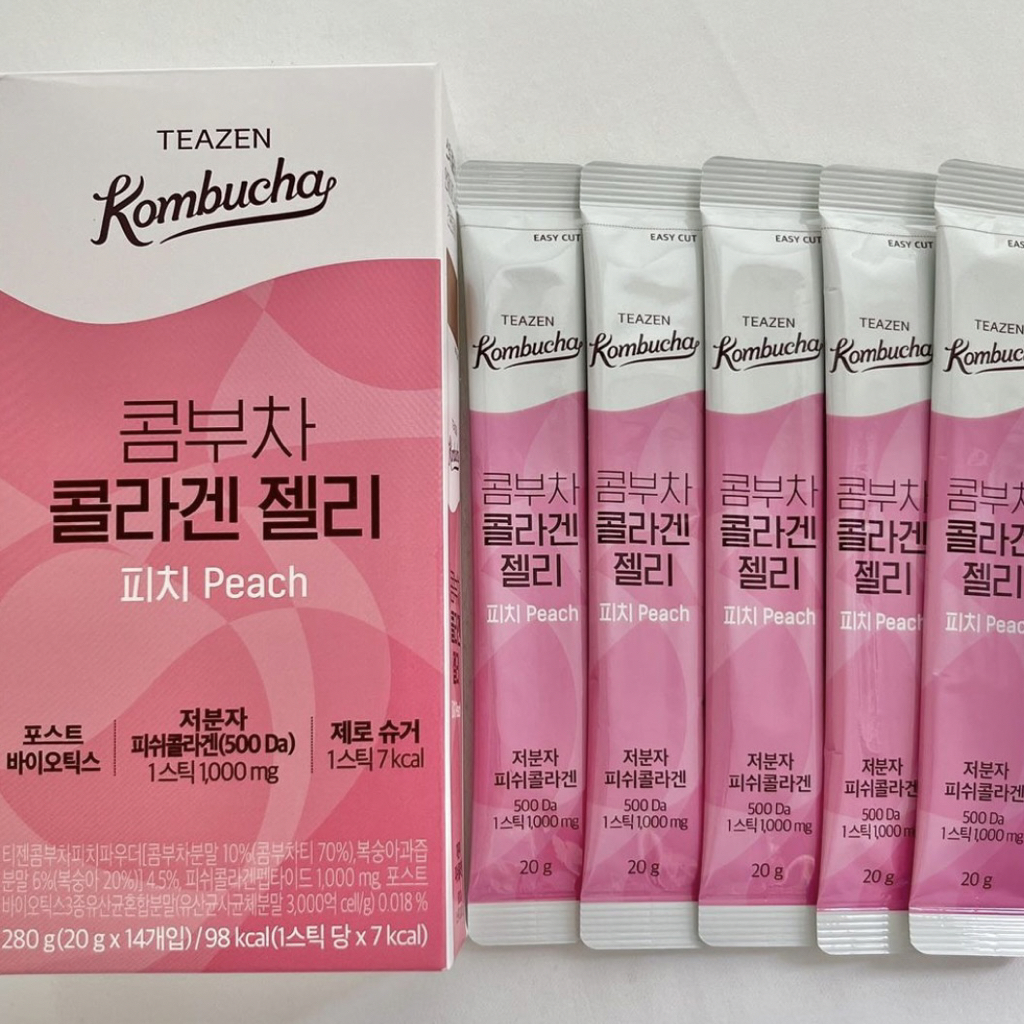 TEAZEN
Kombucha
콤부차
콜라겐 젤리
피치 Peach
포스트
바이오틱스
저분자
피쉬콜라겐(500 Da)
1스틱 1,000 mg
제로 슈거
1스틱 7 kcal
티젠콤부차피치파우더[콤부차분말 10%(콤부차티 70%), 복숭아과즙
분말 6%(복숭아 20%)] 4.5%, 피쉬콜라겐펩타이드 1,000 mg, 포스트
바이오틱스3종유산균혼합분말(유산균사균체분말 3,000억 cell/g) 0.018 %
280 g(20 g x 14개입) / 98 kcal(1스틱 당 x 7 kcal)
EASY CUT
TEAZEN
Kombucha
콤부차
콜라겐
젤리
피치 Peach
저분자
피쉬콜라겐
500 Da
1스틱 1,000 mg
20 g
EASY CUT
TEAZEN
Kombucha
콤부차
콜라겐
젤리
피치 Peach
저분자
피쉬콜라겐
500 Da
1스틱 1,000 mg
20 g
EASY CUT
TEAZEN
Kombucha
콤부차
콜라겐
젤리
피치 Peach
저분자
피쉬콜라겐
500 Da
1스틱 1,000 mg
20 g
EASY CUT
TEAZEN
Kombucha
콤부차
콜라겐
젤리
피치 Peach
저분자
피쉬콜라겐
500 Da
1스틱 1,000 mg
20 g
TEAZEN
콤부차
콜라겐
젤리
피치
저분자
피쉬콜라겐
500 Da
1스틱 1,000 mg
20 g